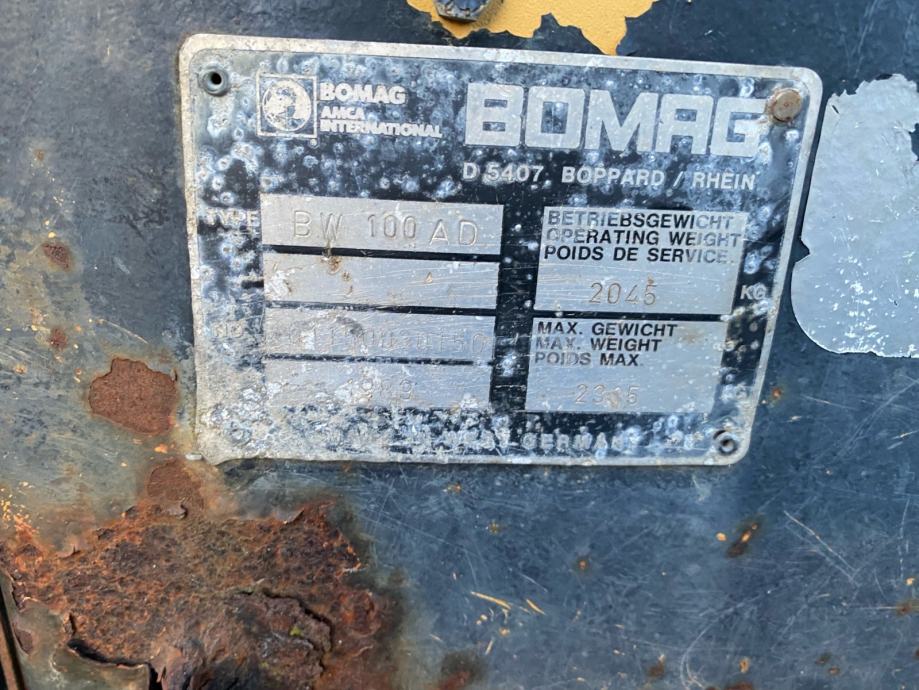 BOMAG
AMCA
INTERNATIONAL
BOMAG
D 5407 BOPPARD / RHEIN
TYPE BW 100 AD
BETRIEBSGEWICHT
OPERATING WEIGHT
POIDS DE SERVICE
2045 KG
MAX. GEWICHT
MAX. WEIGHT
POIDS MAX.